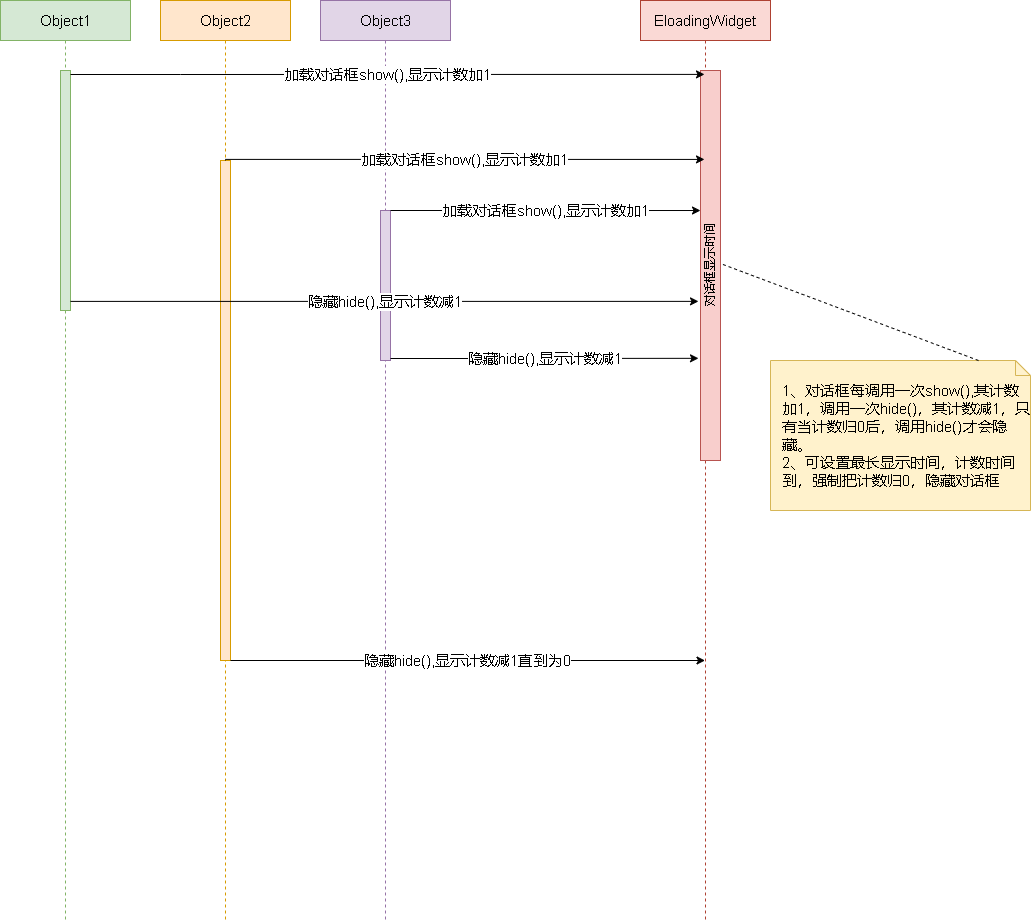 Object1
Object2
Object3
EloadingWidget
加载对话框show(),显示计数加1
加载对话框show(),显示计数加1
加载对话框show(),显示计数加1
对话框显示时间
隐藏hide(),显示计数减1
隐藏hide(),显示计数减1
1、对话框每调用一次show(),其计数
加1，调用一次hide()，其计数减1，只
有当计数归0后，调用hide()才会隐
藏。
2、可设置最长显示时间，计数时间
到，强制把计数归0，隐藏对话框
隐藏hide(),显示计数减1直到为0